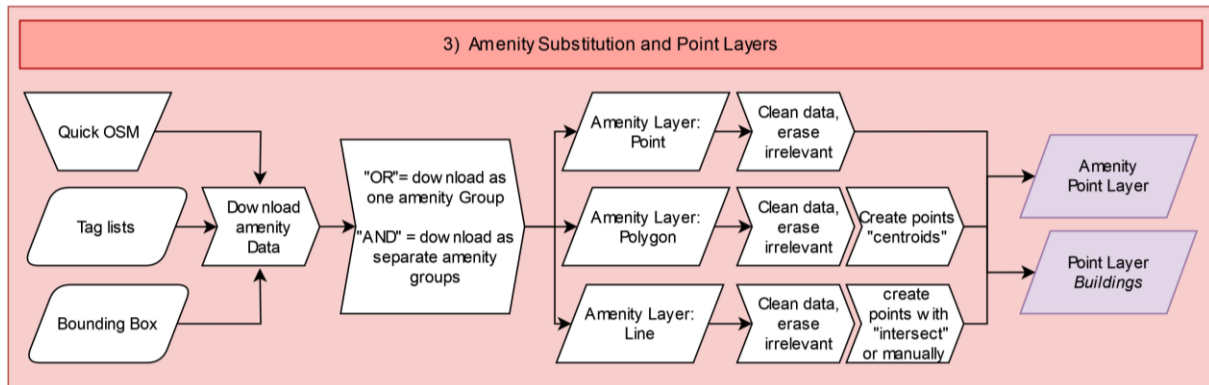 3) Amenity Substitution and Point Layers
Quick OSM
Tag lists
Bounding Box
Download
amenity
Data
"OR"= download as
one amenity Group
"AND" = download as
separate amenity
groups
Amenity Layer:
Point
Clean data,
erase
irrelevant
Amenity Layer:
Polygon
Clean data,
erase
irrelevant
Create points
"centroids"
Amenity Layer:
Line
Clean data,
erase
irrelevant
create
points with
"intersect"
or manually
Amenity
Point Layer
Point Layer
Buildings